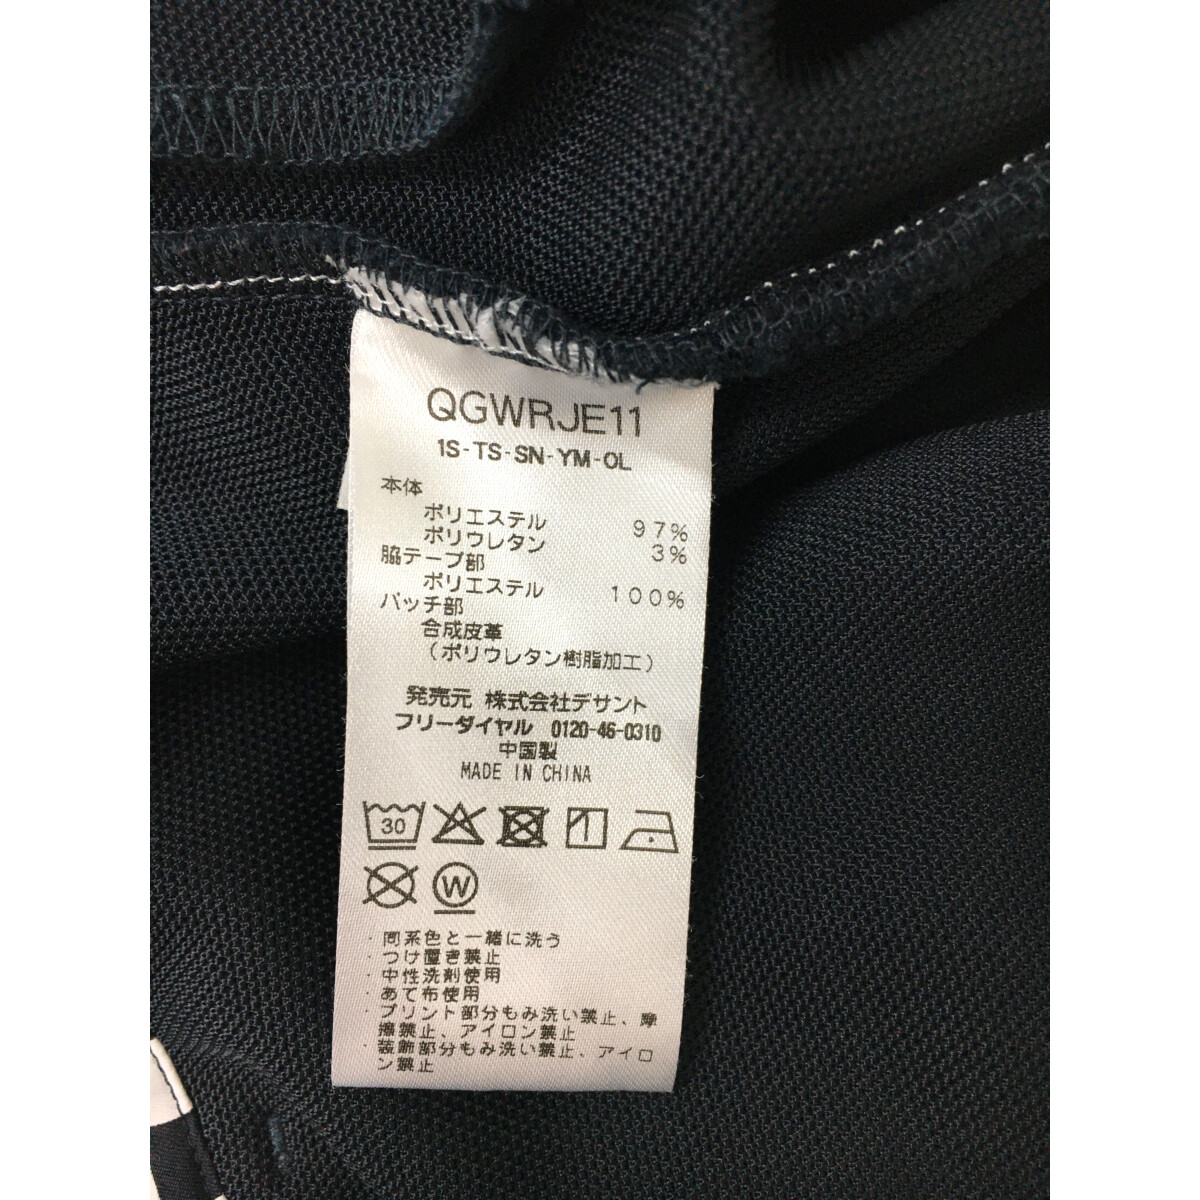 QGWRJE11
1S-TS-SN-YM-OL
本体
ポリエステル 97%
ポリウレタン 3%
脇テープ部
ポリエステル 100%
パッチ部
合成皮革
(ポリウレタン樹脂加工)
発売元 株式会社デサント
フリーダイヤル 0120-46-0310
中国製
MADE IN CHINA
30
W
・同系色と一緒に洗う
・つけ置き禁止
・中性洗剤使用
・あて布使用
・プリント部分もみ洗い禁止、摩
擦禁止、アイロン禁止
・装飾部分もみ洗い禁止、アイロ
ン禁止